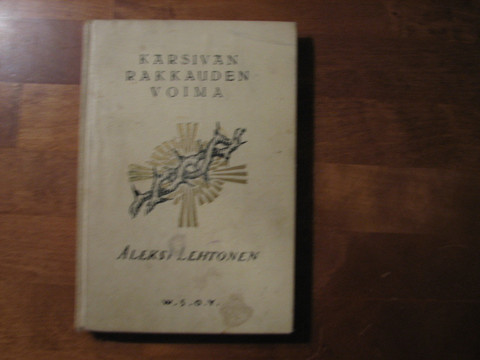 KÄRSIVÄN
RAKKAUDEN
VOIMA
ALEKSI LEHTONEN
W.S.O.Y.